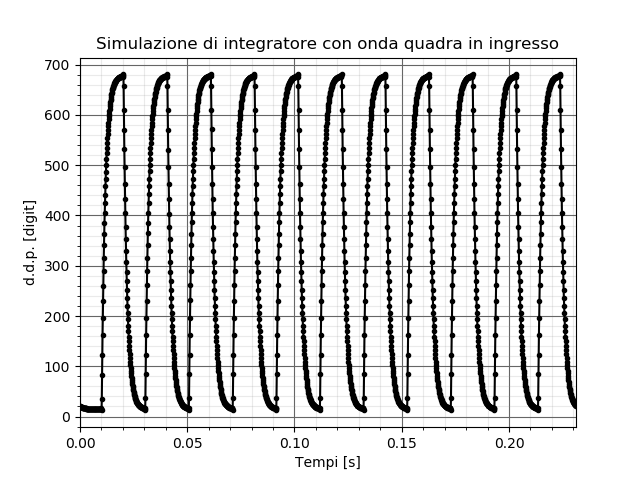 Simulazione di integratore con onda quadra in ingresso
700
600
500
400
300
200
100
0
d.d.p. [digit]
0.00 0.05 0.10 0.15 0.20
Tempi [s]